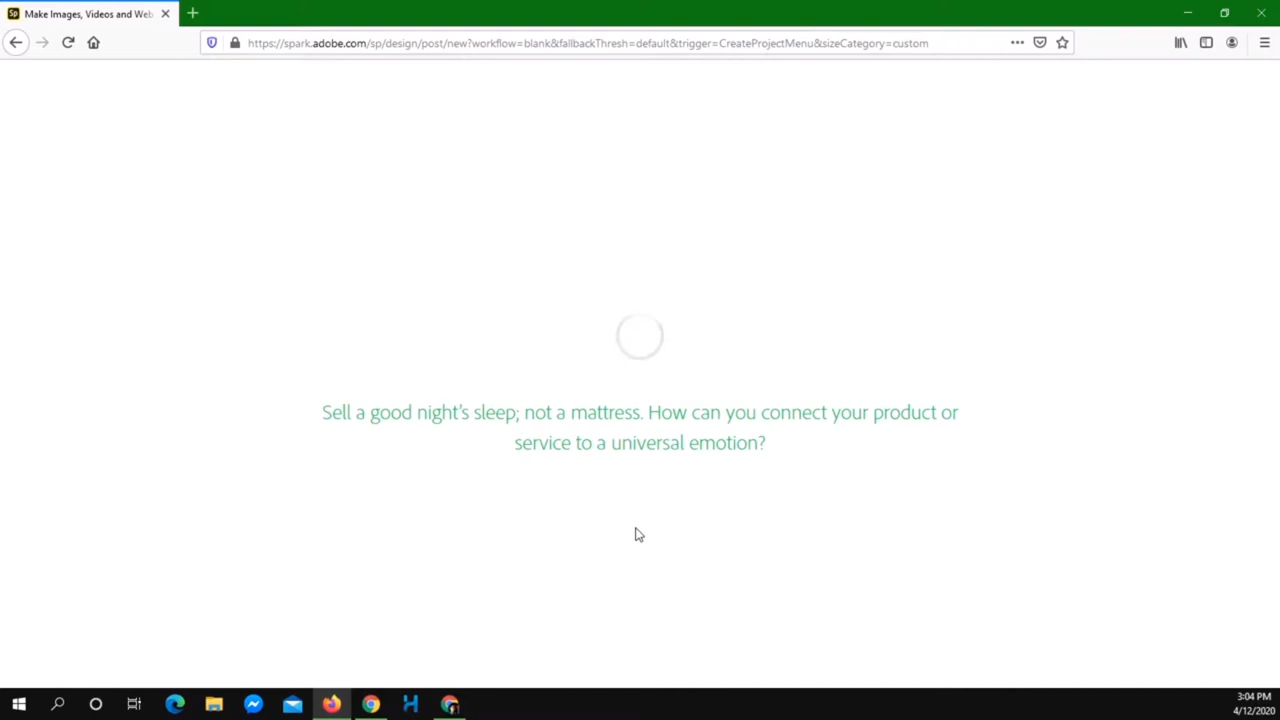 Sp Make Images, Videos and Web
https://spark.adobe.com/sp/design/post/new?workflow=blank&fallbackThresh=default&trigger=CreateProjectMenu&sizeCategory=custom
Sell a good night's sleep; not a mattress. How can you connect your product or
service to a universal emotion?
3:04 PM
4/12/2020